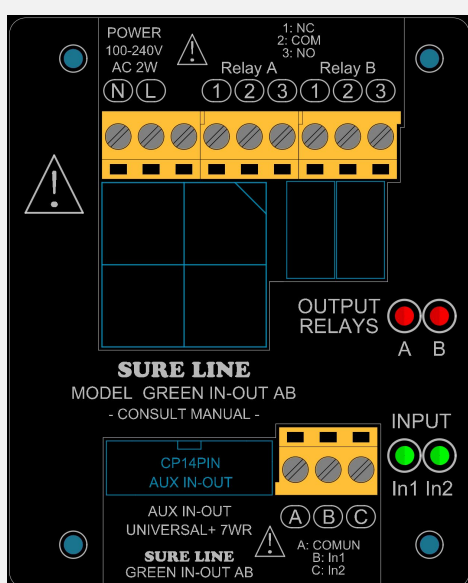 POWER
100-240V
AC 2W
1: NC
2: COM
3: NO
Relay A
Relay B
N L 1 2 3 1 2 3
OUTPUT
RELAYS
A B
SURE LINE
MODEL GREEN IN-OUT AB
- CONSULT MANUAL -
INPUT
In1 In2
CP14PIN
AUX IN-OUT
AUX IN-OUT
UNIVERSAL+ 7WR
SURE LINE
GREEN IN-OUT AB
A B C
A: COMUN
B: In1
C: In2